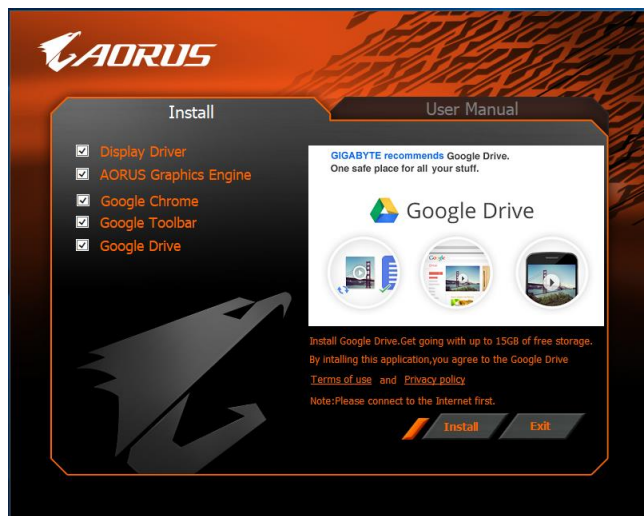 AORUS
Install
User Manual
Display Driver
AORUS Graphics Engine
Google Chrome
Google Toolbar
Google Drive
GIGABYTE recommends Google Drive.
One safe place for all your stuff.
Google Drive
Google
Install Google Drive.Get going with up to 15GB of free storage.
By intalling this application,you agree to the Google Drive
Terms of use and Privacy policy
Note:Please connect to the Internet first.
Install Exit